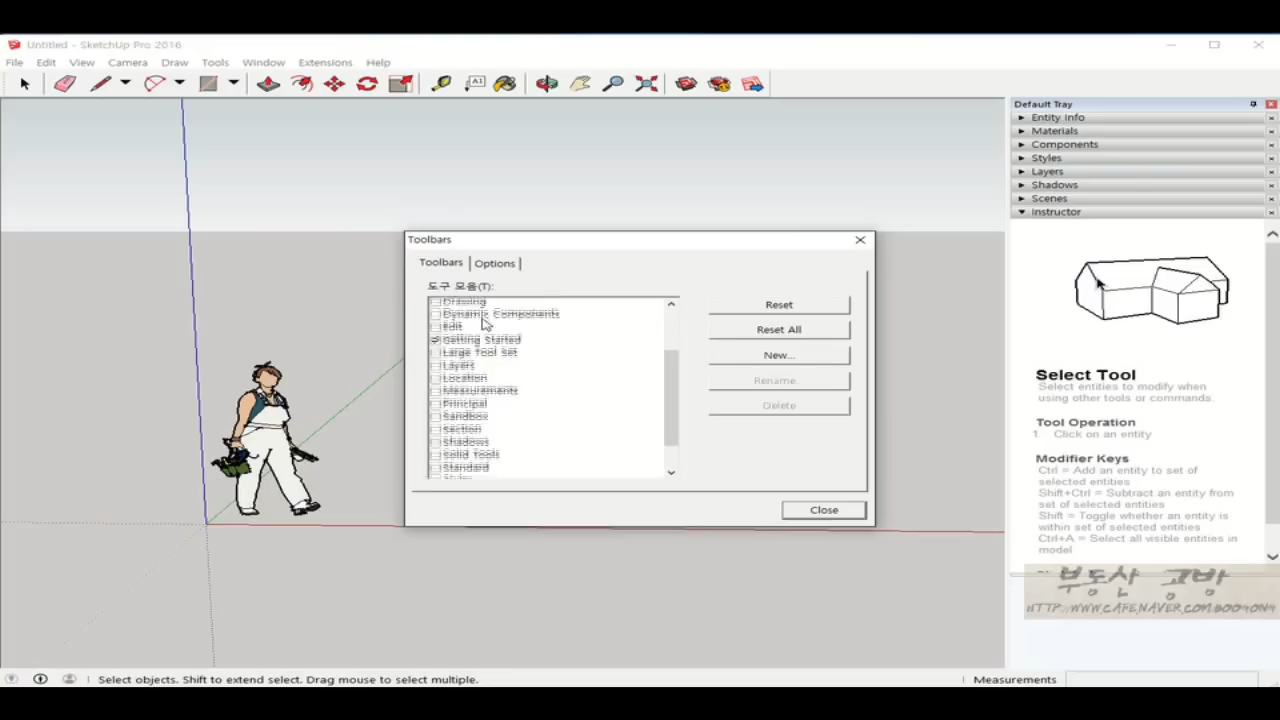 Untitled - SketchUp Pro 2016
File Edit View Camera Draw Tools Window Extensions Help
A1
Default Tray
Entity Info
Materials
Components
Styles
Layers
Shadows
Scenes
Instructor
Toolbars
Toolbars Options
도구 모음(T):
Drawing
Dynamic Components
Edit
Getting Started
Large Tool Set
Layers
Location
Measurements
Principal
Sandbox
Section
Shadows
Solid Tools
Standard
Reset
Reset All
New...
Rename...
Delete
Close
Select Tool
Select entities to modify when
using other tools or commands.
Tool Operation
1. Click on an entity
Modifier Keys
Ctrl = Add an entity to set of
selected entities
Shift+Ctrl = Subtract an entity from
set of selected entities
Shift = Toggle whether an entity is
within set of selected entities
Ctrl+A = Select all visible entities in
model
부동산 공방
Select objects. Shift to extend select. Drag mouse to select multiple.
Measurements